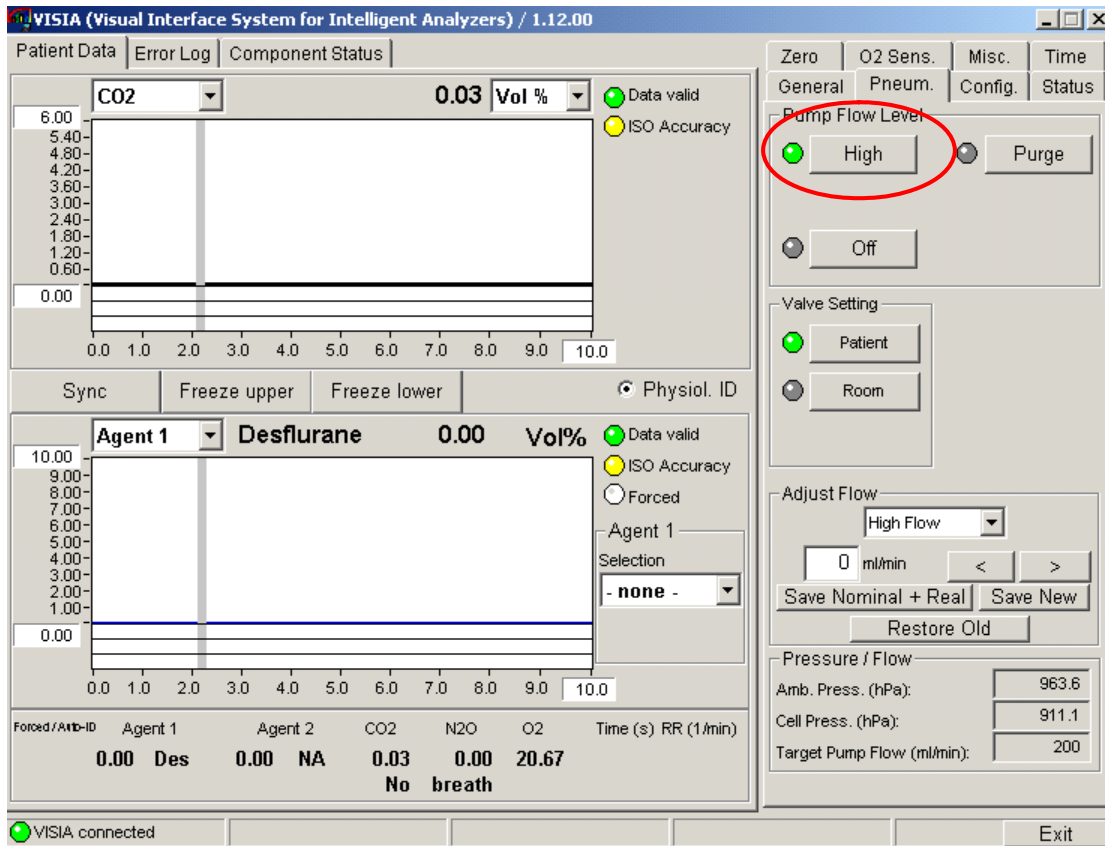 VISIA (Visual Interface System for Intelligent Analyzers) / 1.12.00
Patient Data Error Log Component Status
Zero O2 Sens. Misc. Time
General Pneum. Config. Status
CO2 0.03 Vol %
Data valid
ISO Accuracy
6.00
5.40
4.80
4.20
3.60
3.00
2.40
1.80
1.20
0.60
0.00
0.0 1.0 2.0 3.0 4.0 5.0 6.0 7.0 8.0 9.0 10.0
Sync Freeze upper Freeze lower Physiol. ID
Agent 1 Desflurane 0.00 Vol%
Data valid
ISO Accuracy
Forced
Agent 1
Selection
- none -
10.00
9.00
8.00
7.00
6.00
5.00
4.00
3.00
2.00
1.00
0.00
0.0 1.0 2.0 3.0 4.0 5.0 6.0 7.0 8.0 9.0 10.0
Forced / Auto-ID Agent 1 Agent 2 CO2 N2O O2 Time (s) RR (1/min)
0.00 Des 0.00 NA 0.03 0.00 20.67
No breath
Pump Flow Level
High Purge
Off
Valve Setting
Patient
Room
Adjust Flow
High Flow
0 ml/min < >
Save Nominal + Real Save New
Restore Old
Pressure / Flow
Amb. Press. (hPa): 963.6
Cell Press. (hPa): 911.1
Target Pump Flow (ml/min): 200
VISIA connected Exit